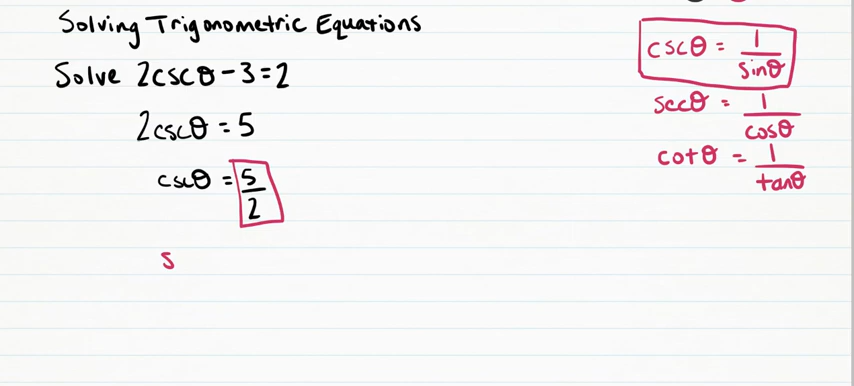 Solving Trigonometric Equations
Solve 2cscθ-3=2
2cscθ = 5
cscθ = 5/2
s
cscθ = 1/sinθ
secθ = 1/cosθ
cotθ = 1/tanθ